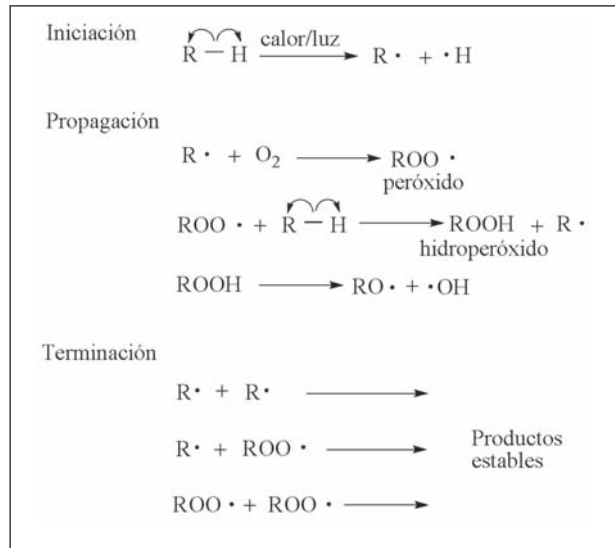 Iniciación
R — H calor/luz R · + · H
Propagación
R · + O₂ ROO ·
peróxido
ROO · + R — H ROOH + R ·
hidroperóxido
ROOH RO· + ·OH
Terminación
R· + R·
R· + ROO ·
Productos
estables
ROO · + ROO ·